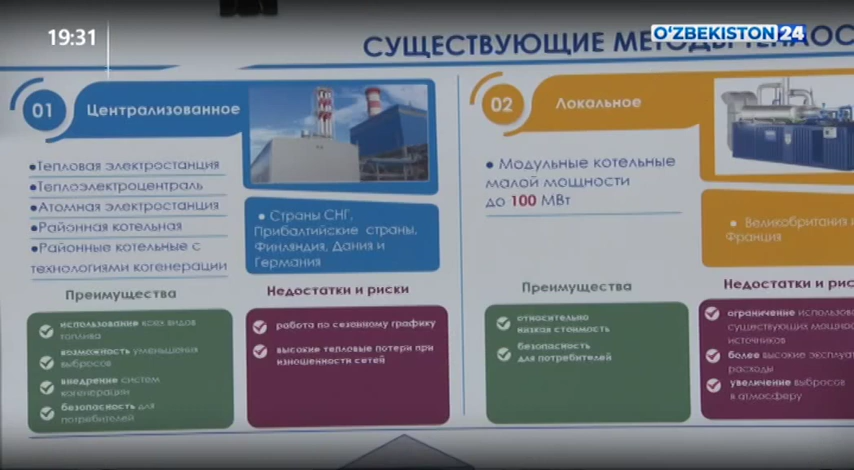 19:31
O'ZBEKISTON 24
СУЩЕСТВУЮЩИЕ МЕТОДЫ
01
Централизованное
•Тепловая электростанция
•Теплоэлектроцентраль
•Атомная электростанция
•Районная котельная
•Районные котельные с
технологиями когенерации
• Страны СНГ,
Прибалтийские страны,
Финляндия, Дания и
Германия
Преимущества
использование всех видов
топлива
возможность уменьшения
выбросов
внедрение систем
когенерации
безопасность для
потребителей
Недостатки и риски
работа по сезонному графику
высокие тепловые потери при
изношенности сетей
02
Локальное
• Модульные котельные
малой мощности
до 100 МВт
• Великобритания
Франция
Преимущества
относительно
низкая стоимость
безопасность
для потребителей
Недостатки и
ограничение
существующих
источников
более высокие
расходы
увеличение выбросов
в атмосферу